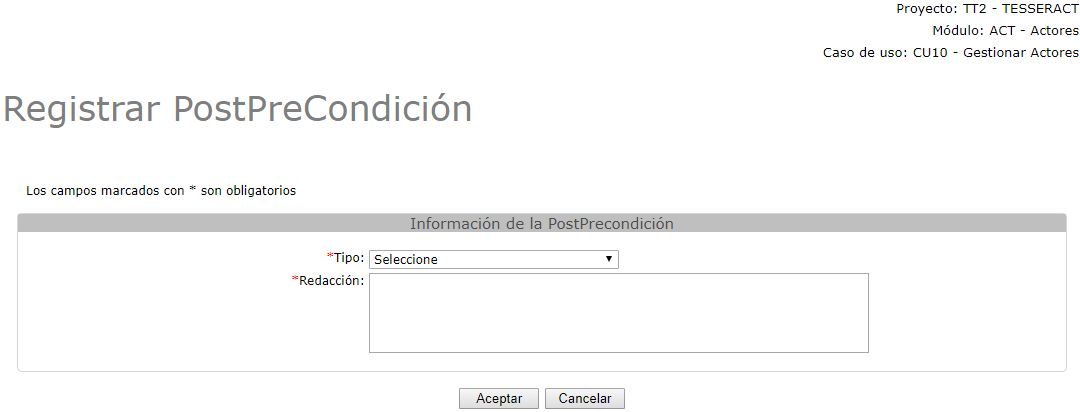 Proyecto: TT2 - TESSERACT
Módulo: ACT - Actores
Caso de uso: CU10 - Gestionar Actores
Registrar PostPreCondición
Los campos marcados con * son obligatorios
Información de la PostPrecondición
*Tipo: Seleccione
*Redacción:
Aceptar Cancelar